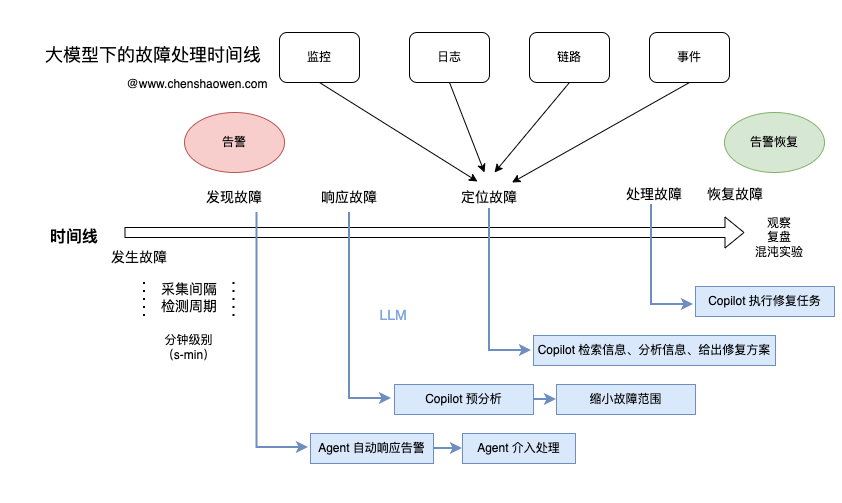 大模型下的故障处理时间线
@www.chenshaowen.com
监控
日志
链路
事件
告警
告警恢复
发现故障
响应故障
定位故障
处理故障
恢复故障
时间线
发生故障
观察
复盘
混沌实验
采集间隔
检测周期
分钟级别
(s-min)
LLM
Copilot 执行修复任务
Copilot 检索信息、分析信息、给出修复方案
Copilot 预分析
缩小故障范围
Agent 自动响应告警
Agent 介入处理